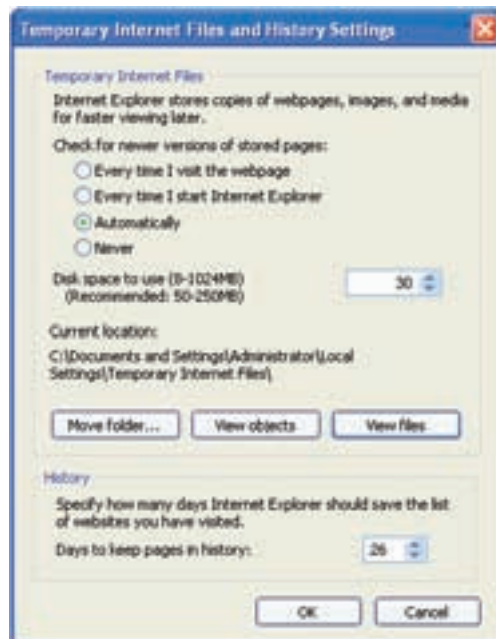 Temporary Internet Files and History Settings
Temporary Internet Files
Internet Explorer stores copies of webpages, images, and media
for faster viewing later.
Check for newer versions of stored pages:
Every time I visit the webpage
Every time I start Internet Explorer
Automatically
Never
Disk space to use (8-1024MB) 30
(Recommended: 50-250MB)
Current location:
C:\Documents and Settings\Administrator\Local
Settings\Temporary Internet Files\
Move folder... View objects View files
History
Specify how many days Internet Explorer should save the list
of websites you have visited.
Days to keep pages in history: 26
OK Cancel